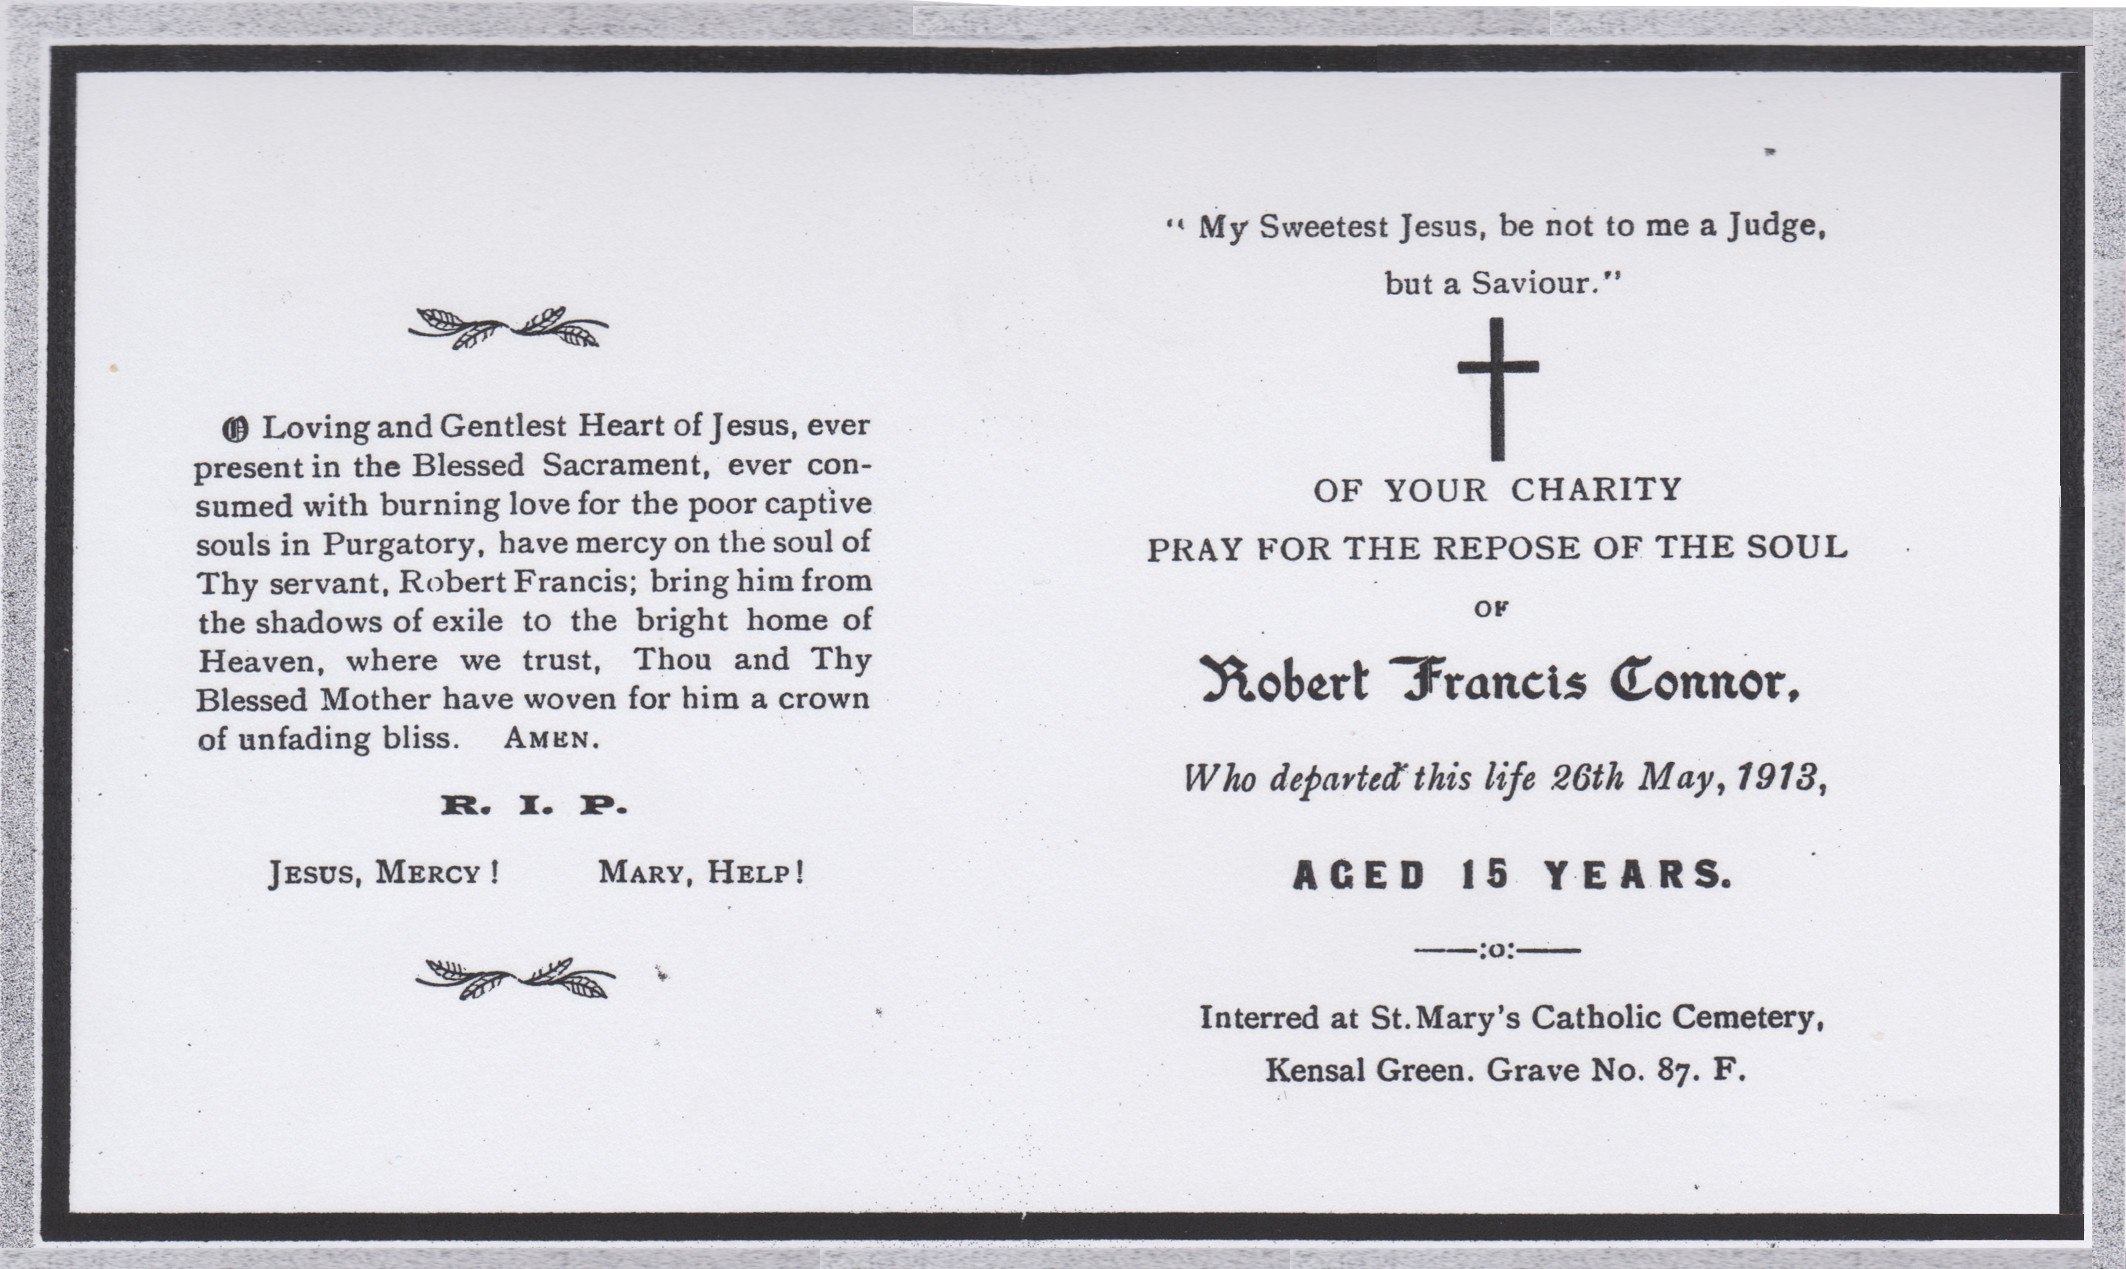 O Loving and Gentlest Heart of Jesus, ever
present in the Blessed Sacrament, ever con-
sumed with burning love for the poor captive
souls in Purgatory, have mercy on the soul of
Thy servant, Robert Francis; bring him from
the shadows of exile to the bright home of
Heaven, where we trust, Thou and Thy
Blessed Mother have woven for him a crown
of unfading bliss. AMEN.
R. I. P.
JESUS, MERCY! MARY, HELP!
“ My Sweetest Jesus, be not to me a Judge,
but a Saviour.”
OF YOUR CHARITY
PRAY FOR THE REPOSE OF THE SOUL
OF
Robert Francis Connor,
Who departed this life 26th May, 1913,
AGED 15 YEARS.
——:o:——
Interred at St. Mary's Catholic Cemetery,
Kensal Green. Grave No. 87. F.